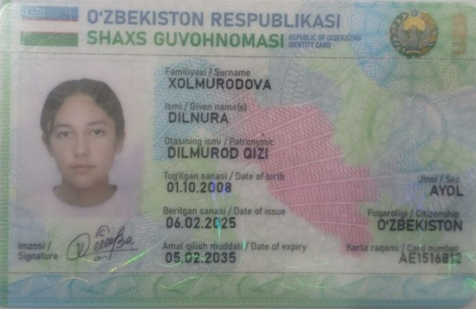 O‘ZBEKISTON RESPUBLIKASI
SHAXS GUVOHNOMASI REPUBLIC OF UZBEKISTAN
IDENTITY CARD
Familiyasi / Surname
XOLMURODOVA
Ismi / Given name(s)
DILNURA
Otasining ismi / Patronymic
DILMUROD QIZI
Tug‘ilgan sanasi / Date of birth
01.10.2008
Jinsi / Sex
AYOL
Berilgan sanasi / Date of issue
06.02.2025
Fuqaroligi / Citizenship
O‘ZBEKISTON
Imzosi /
Signature
Amal qilish muddati / Date of expiry
05.02.2035
Karta raqami / Card number
AE1516812